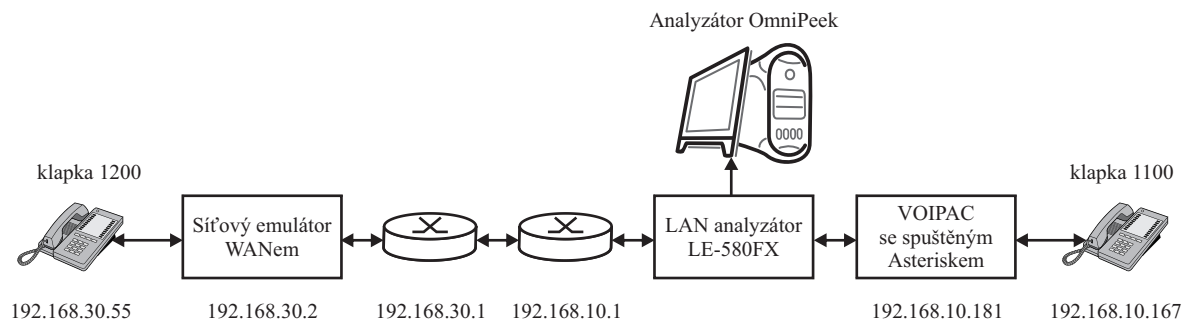 Analyzátor OmniPeek
0000
klapka 1200
klapka 1100
Síťový emulátor
WANem
LAN analyzátor
LE-580FX
VOIPAC
se spuštěným
Asteriskem
192.168.30.55
192.168.30.2
192.168.30.1
192.168.10.1
192.168.10.181
192.168.10.167